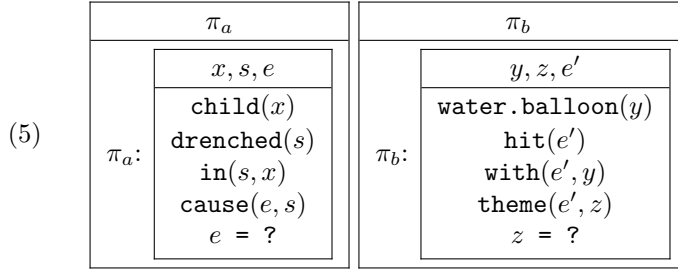 π_a π_b
x, s, e y, z, e′
child(x) water.balloon(y)
drenched(s) hit(e′)
(5) π_a: in(s, x) π_b: with(e′, y)
cause(e, s) theme(e′, z)
e = ? z = ?